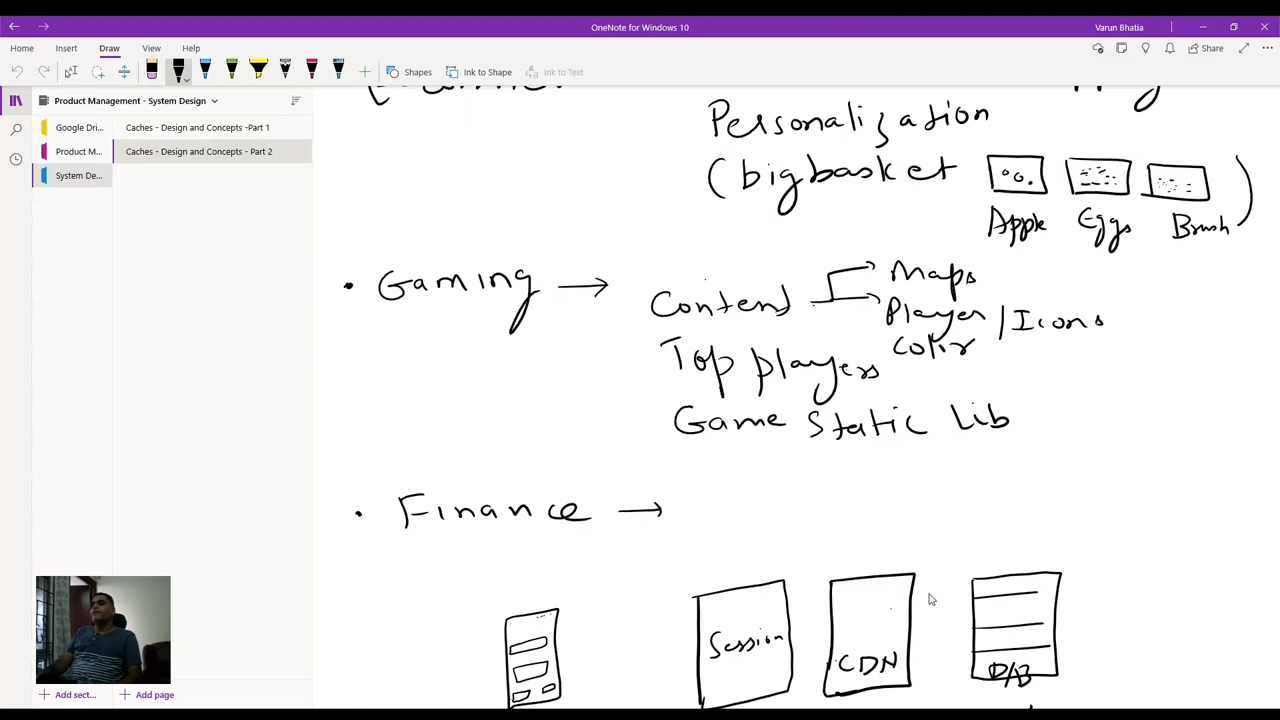 OneNote for Windows 10
Varun Bhatia
Home Insert Draw View Help
Share
Shapes Ink to Shape Ink to Text
Product Management - System Design
Google Dri... Caches - Design and Concepts -Part 1
Product M... Caches - Design and Concepts - Part 2
System De...
Personalization
(bigbasket )
Apple Eggs Brush
• Gaming → Content Maps
Player / Icons
Color
Top players
Game Static Lib
• Finance →
Session CDN D/B
+ Add sect... + Add page